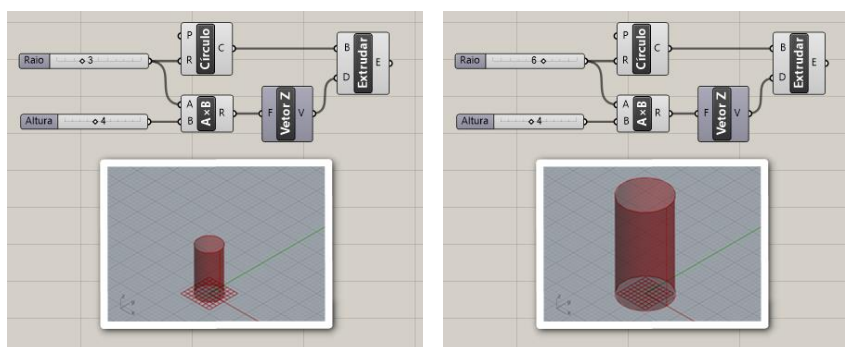 P
R
Círculo
C
B
D
Extrudar
E
Raio
3
A
B
A×B
R
F
Vetor Z
V
Altura
4
P
R
Círculo
C
B
D
Extrudar
E
Raio
6
A
B
A×B
R
F
Vetor Z
V
Altura
4